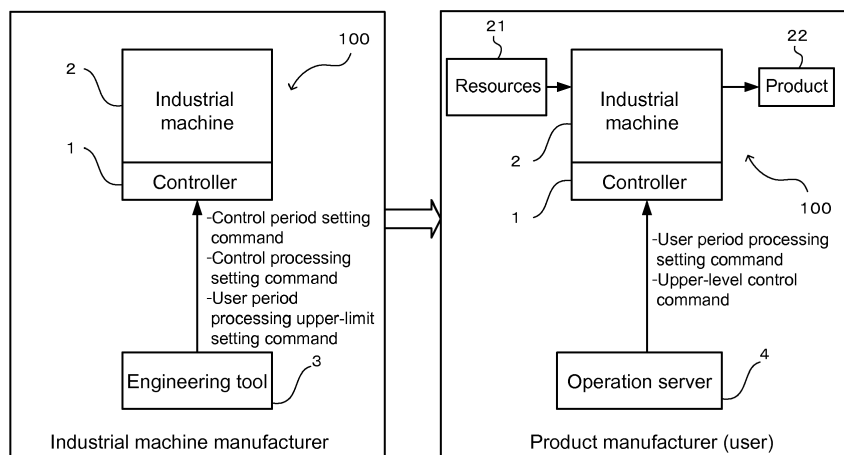 100
2
Industrial
machine
1
Controller
-Control period setting
command
-Control processing
setting command
-User period
processing upper-limit
setting command
3
Engineering tool
Industrial machine manufacturer
21
22
Resources
Industrial
machine
Product
2
1
Controller
100
-User period processing
setting command
-Upper-level control
command
4
Operation server
Product manufacturer (user)